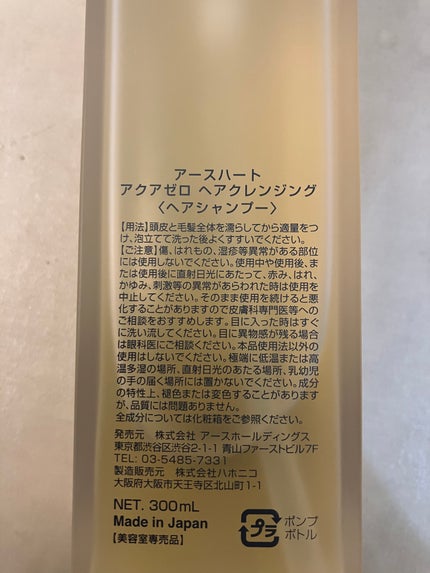 アースハート
アクアゼロ ヘアクレンジング
〈ヘアシャンプー〉
【用法】頭皮と毛髪全体を濡らしてから適量をつ
け、泡立てて洗った後よくすすいでください。
【ご注意】傷、はれもの、湿疹等異常がある部位
には使用しないでください。使用中や使用後、ま
たは使用後に直射日光にあたって、赤み、はれ、
かゆみ、刺激等の異常があらわれた時は使用を
中止してください。そのまま使用を続けると悪
化することがありますので皮膚科専門医等への
ご相談をおすすめします。目に入った時はすぐ
に洗い流してください。目に異物感が残る場合
は眼科医にご相談ください。本品使用法以外の
使用はしないでください。極端に低温または高
温多湿の場所、直射日光のあたる場所、乳幼児
の手の届く場所には置かないでください。成分
の特性上、褪色または変色することがあります
が、品質には問題ありません。
全成分については化粧箱をご参照ください。
発売元 株式会社 アースホールディングス
東京都渋谷区渋谷2-1-1 青山ファーストビル7F
TEL: 03-5485-7331
製造販売元 株式会社ハホニコ
大阪府大阪市天王寺区北山町1-1
NET. 300mL
Made in Japan
【美容室専売品】
プラ
ポンプ
ボトル